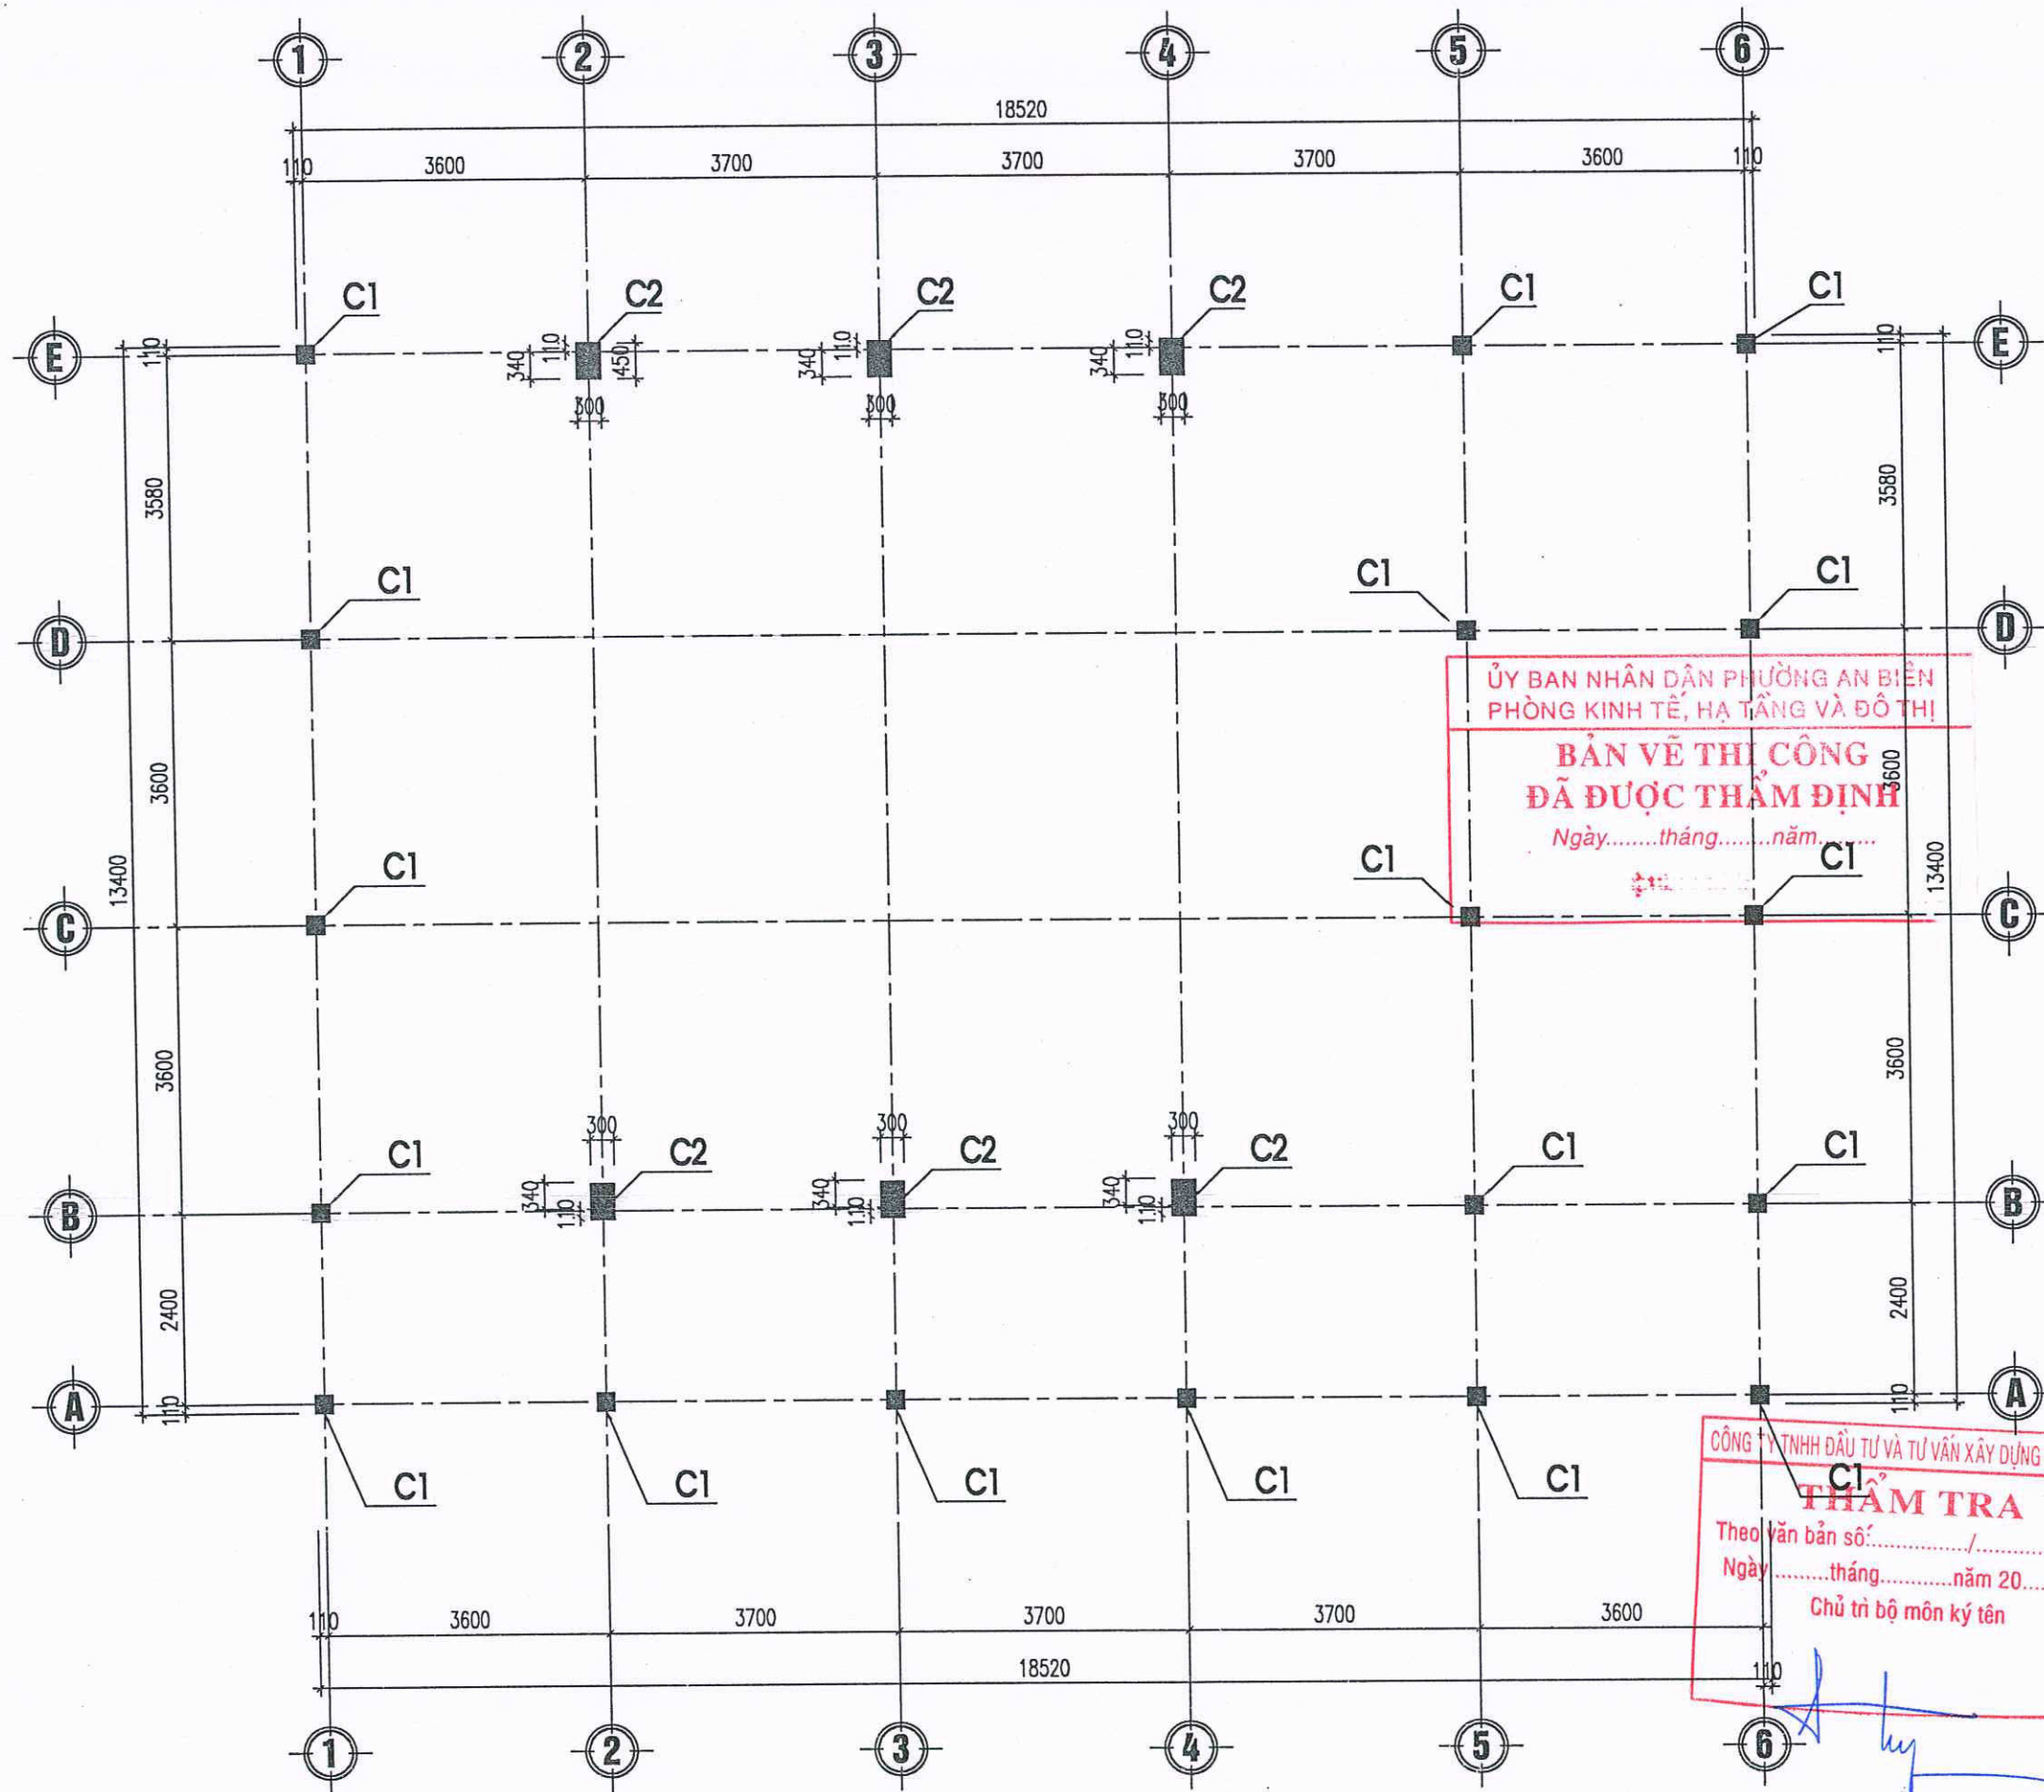 1 2 3 4 5 6
18520
110 3600 3700 3700 3700 3600 110
C1 C2 C2 C2 C1 C1
E 110 340 110 450 340 110 340 110 110 E
300 300 300
3580 3580
C1 C1 C1
D D
ỦY BAN NHÂN DÂN PHƯỜNG AN BIÊN
PHÒNG KINH TẾ, HẠ TẦNG VÀ ĐÔ THỊ
BẢN VẼ THI CÔNG
3600 3600
ĐÃ ĐƯỢC THẨM ĐỊNH
Ngày........tháng........năm.........
13400 13400
C1 C1 C1
C C
3600 3600
300 300 300
C1 C2 C2 C2 C1 C1
340 110 340 110 340 110
B B
2400 2400
A 110 110 A
CÔNG TY TNHH ĐẦU TƯ VÀ TƯ VẤN XÂY DỰNG
C1 C1 C1 C1 C1 C1
THẨM TRA
Theo văn bản số:.............../...........
Ngày.........tháng...........năm 20....
Chủ trì bộ môn ký tên
110 3600 3700 3700 3700 3600
18520 110
1 2 3 4 5 6